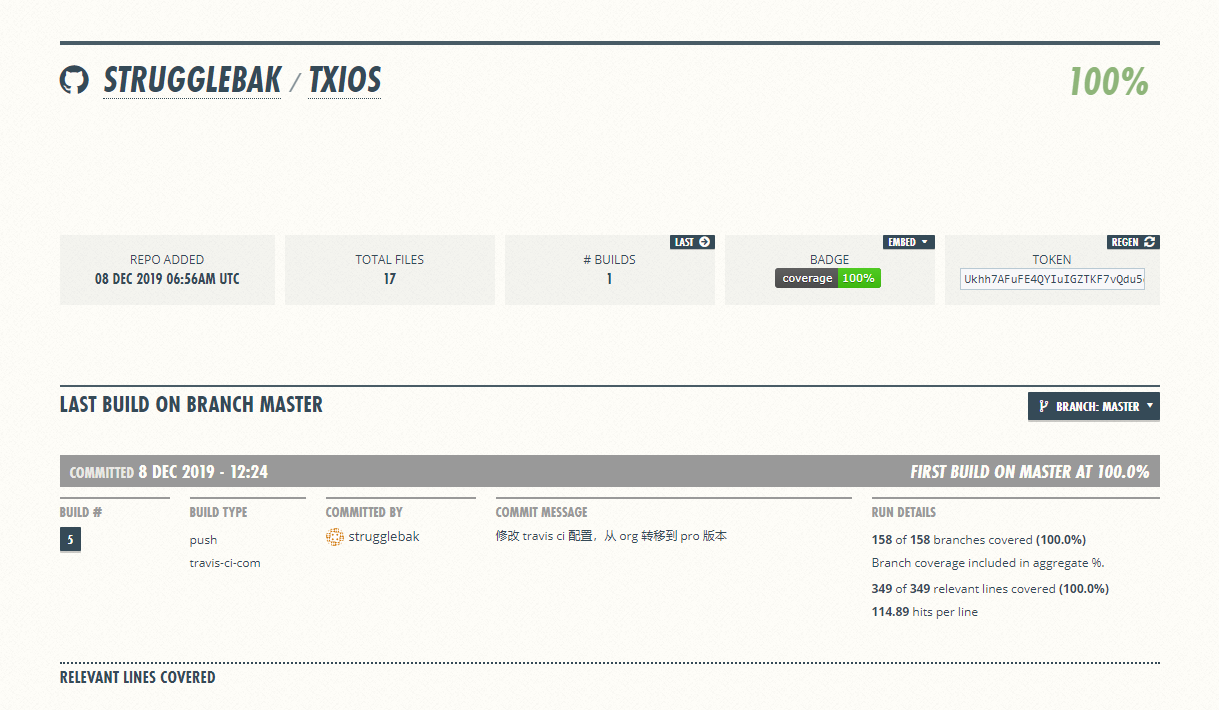 STRUGGLEBAK / TXIOS
100%
LAST
EMBED
REGEN
REPO ADDED
08 DEC 2019 06:56AM UTC
TOTAL FILES
17
# BUILDS
1
BADGE
coverage 100%
TOKEN
Ukhh7AFuFE4QYIuIGZTKF7vQdu5
LAST BUILD ON BRANCH MASTER
BRANCH: MASTER
COMMITTED 8 DEC 2019 - 12:24
FIRST BUILD ON MASTER AT 100.0%
BUILD #
5
BUILD TYPE
push
travis-ci-com
COMMITTED BY
strugglebak
COMMIT MESSAGE
修改 travis ci 配置，从 org 转移到 pro 版本
RUN DETAILS
158 of 158 branches covered (100.0%)
Branch coverage included in aggregate %.
349 of 349 relevant lines covered (100.0%)
114.89 hits per line
RELEVANT LINES COVERED